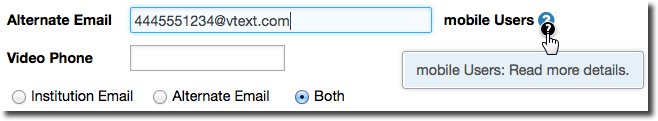 Alternate Email 4445551234@vtext.com mobile Users ?
?
Video Phone
mobile Users: Read more details.
Institution Email Alternate Email Both